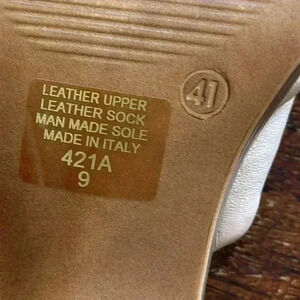 41
LEATHER UPPER
LEATHER SOCK
MAN MADE SOLE
MADE IN ITALY
421A
9